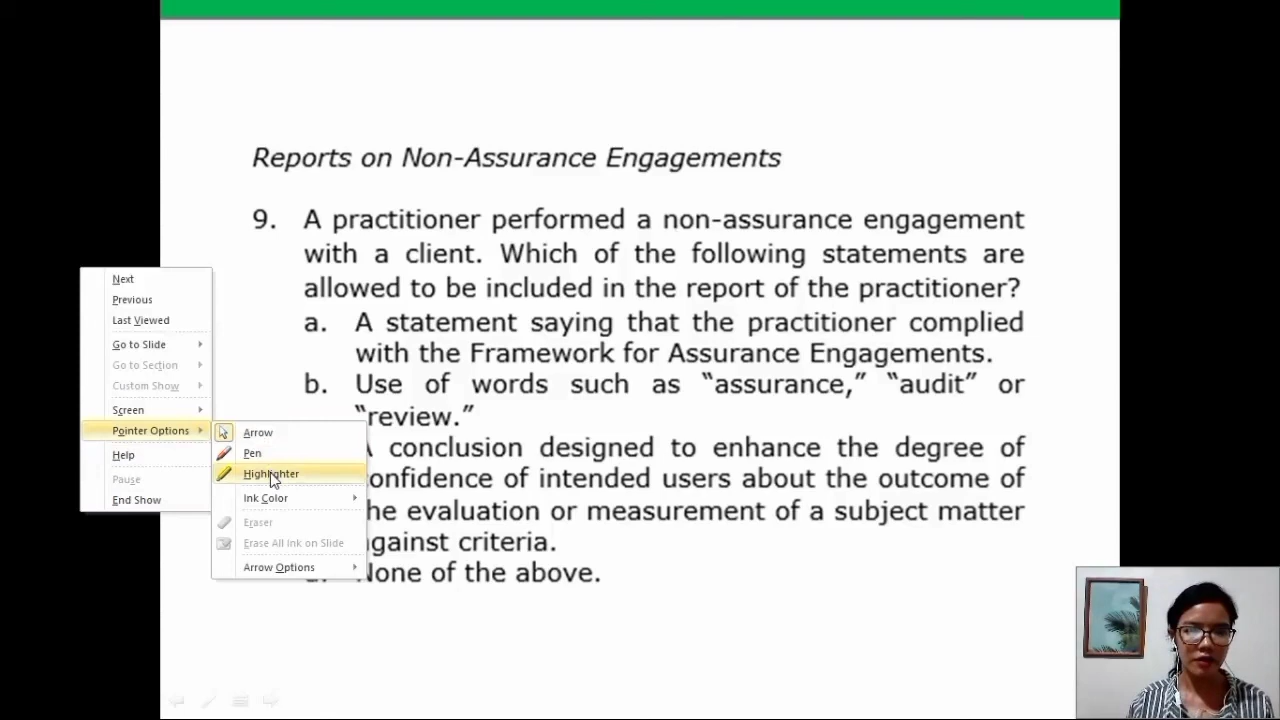 Reports on Non-Assurance Engagements
9. A practitioner performed a non-assurance engagement
with a client. Which of the following statements are
allowed to be included in the report of the practitioner?
a. A statement saying that the practitioner complied
with the Framework for Assurance Engagements.
b. Use of words such as “assurance,” “audit” or
“review.”
conclusion designed to enhance the degree of
onfidence of intended users about the outcome of
he evaluation or measurement of a subject matter
gainst criteria.
None of the above.
Next
Previous
Last Viewed
Go to Slide
Go to Section
Custom Show
Screen
Pointer Options
Help
Pause
End Show
Arrow
Pen
Highlighter
Ink Color
Eraser
Erase All Ink on Slide
Arrow Options